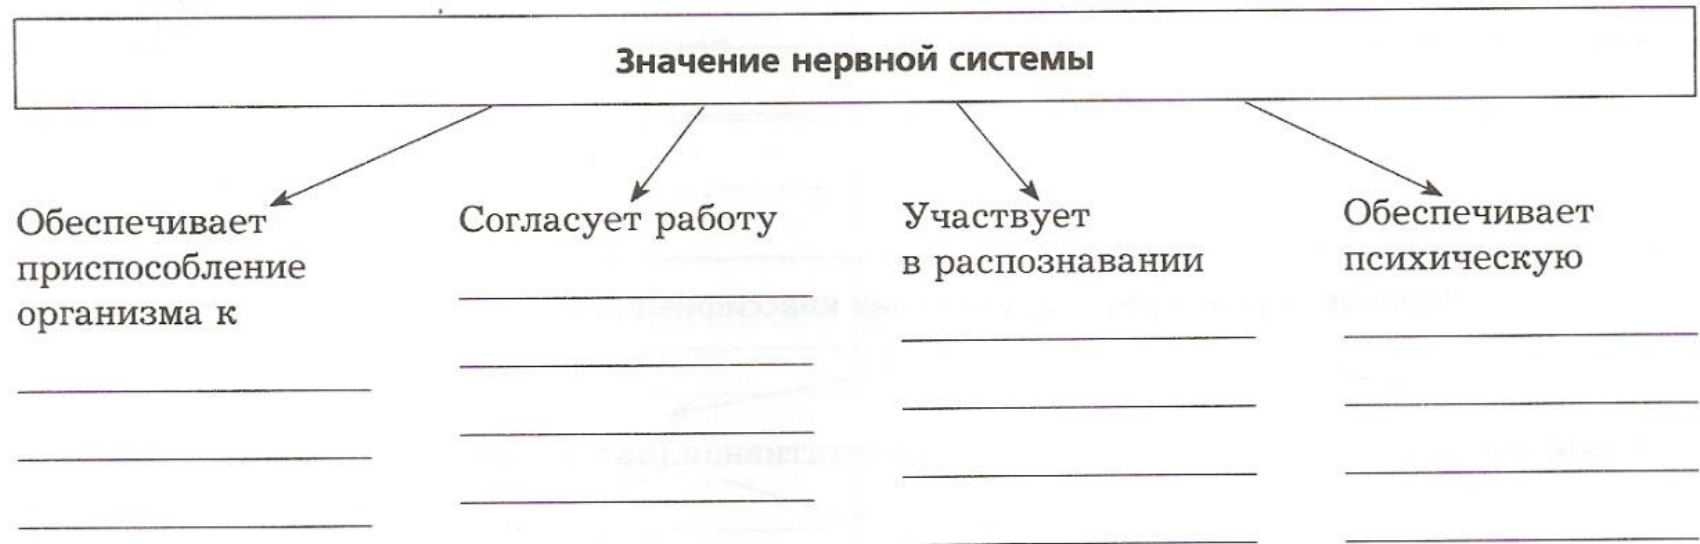 Значение нервной системы
Обеспечивает
приспособление
организма к
Согласует работу
Участвует
в распознавании
Обеспечивает
психическую